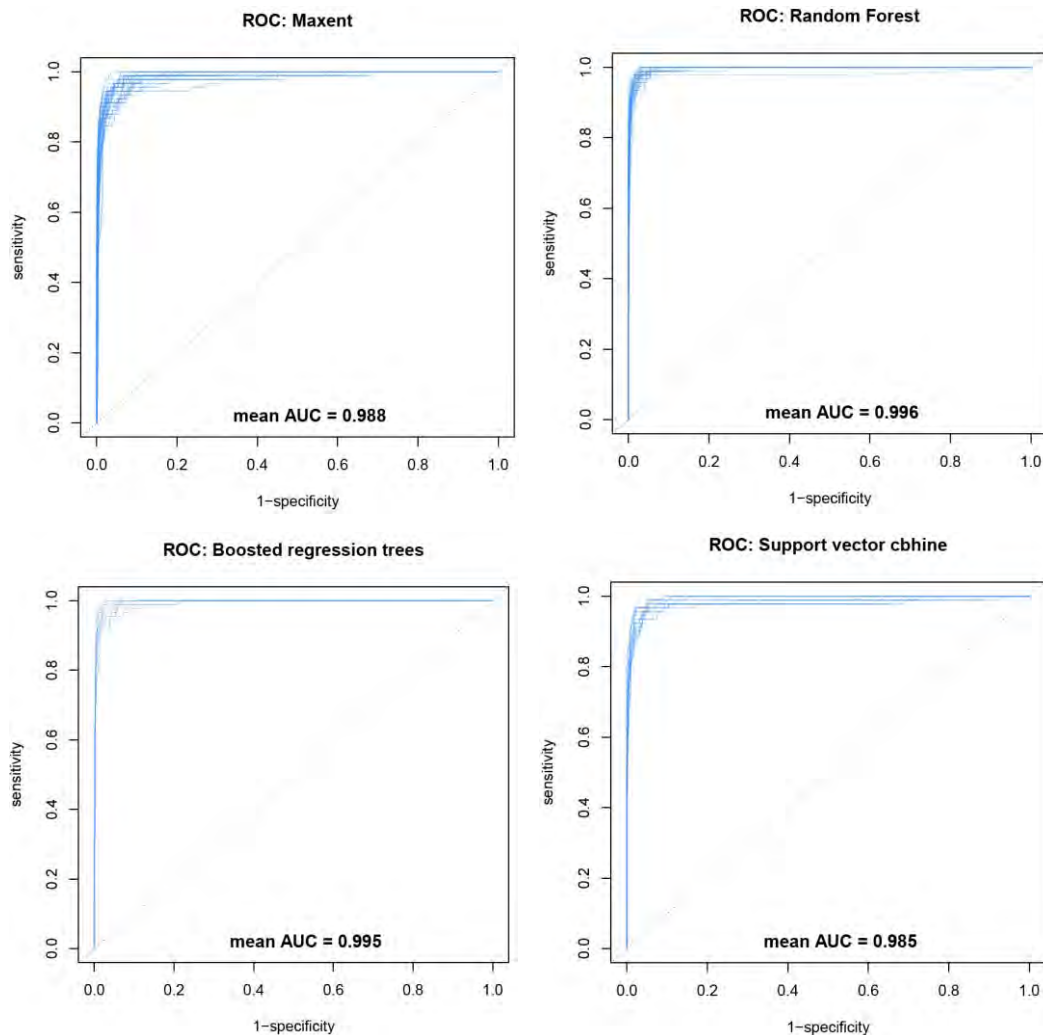 ROC: Maxent
1.0
0.8
0.6
0.4
0.2
0.0
sensitivity
mean AUC = 0.988
0.0 0.2 0.4 0.6 0.8 1.0
1−specificity
ROC: Random Forest
1.0
0.8
0.6
0.4
0.2
0.0
sensitivity
mean AUC = 0.996
0.0 0.2 0.4 0.6 0.8 1.0
1−specificity
ROC: Boosted regression trees
1.0
0.8
0.6
0.4
0.2
0.0
sensitivity
mean AUC = 0.995
0.0 0.2 0.4 0.6 0.8 1.0
1−specificity
ROC: Support vector cbhine
1.0
0.8
0.6
0.4
0.2
0.0
sensitivity
mean AUC = 0.985
0.0 0.2 0.4 0.6 0.8 1.0
1−specificity